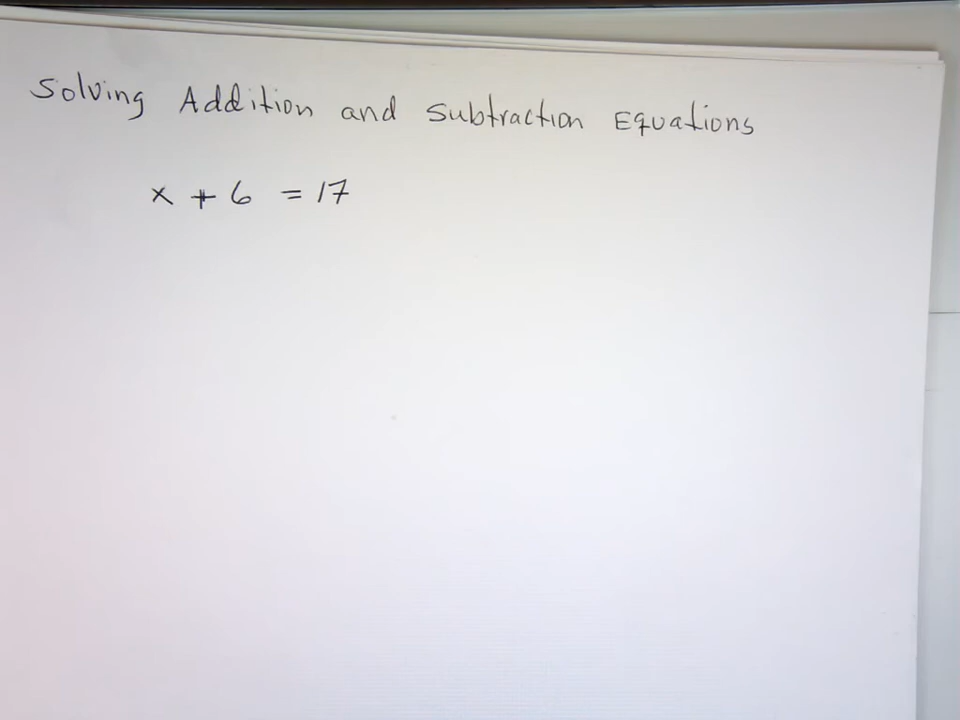 Solving Addition and Subtraction Equations
x + 6 = 17